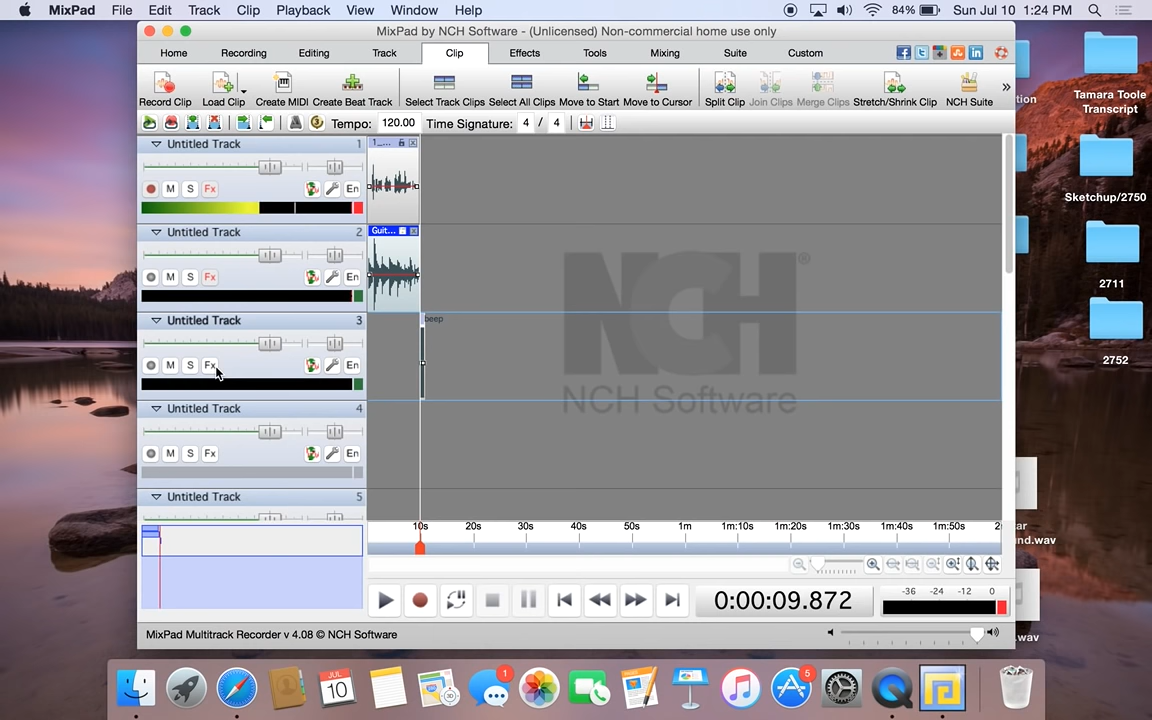 MixPad File Edit Track Clip Playback View Window Help 84% Sun Jul 10 1:24 PM
MixPad by NCH Software - (Unlicensed) Non-commercial home use only
Home Recording Editing Track Clip Effects Tools Mixing Suite Custom
Record Clip Load Clip Create MIDI Create Beat Track Select Track Clips Select All Clips Move to Start Move to Cursor Split Clip Join Clips Merge Clips Stretch/Shrink Clip NCH Suite »
Tempo: 120.00 Time Signature: 4 / 4
Untitled Track 1
M S Fx En
1_...
Untitled Track 2
M S Fx En
Guit...
Untitled Track 3
M S Fx En
beep
Untitled Track 4
M S Fx En
Untitled Track 5
NCH ®
NCH Software
10s 20s 30s 40s 50s 1m 1m:10s 1m:20s 1m:30s 1m:40s 1m:50s
0:00:09.872
-36 -24 -12 0
MixPad Multitrack Recorder v 4.08 © NCH Software
Tamara Toole
Transcript
Sketchup/2750
2711
2752
.wav
JUL
10
1
5